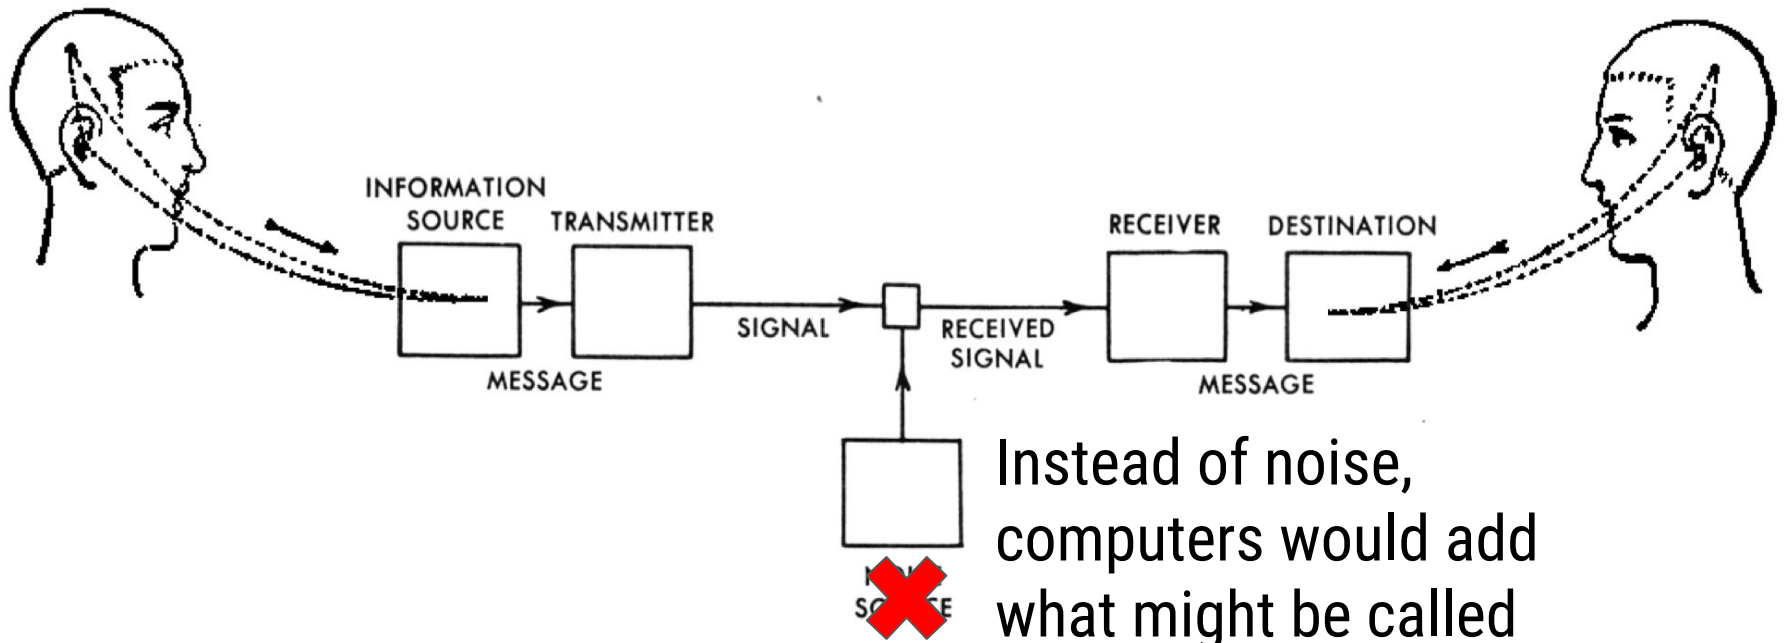 INFORMATION
SOURCE
TRANSMITTER
RECEIVER
DESTINATION
SIGNAL
RECEIVED
SIGNAL
MESSAGE
MESSAGE
Instead of noise,
computers would add
what might be called